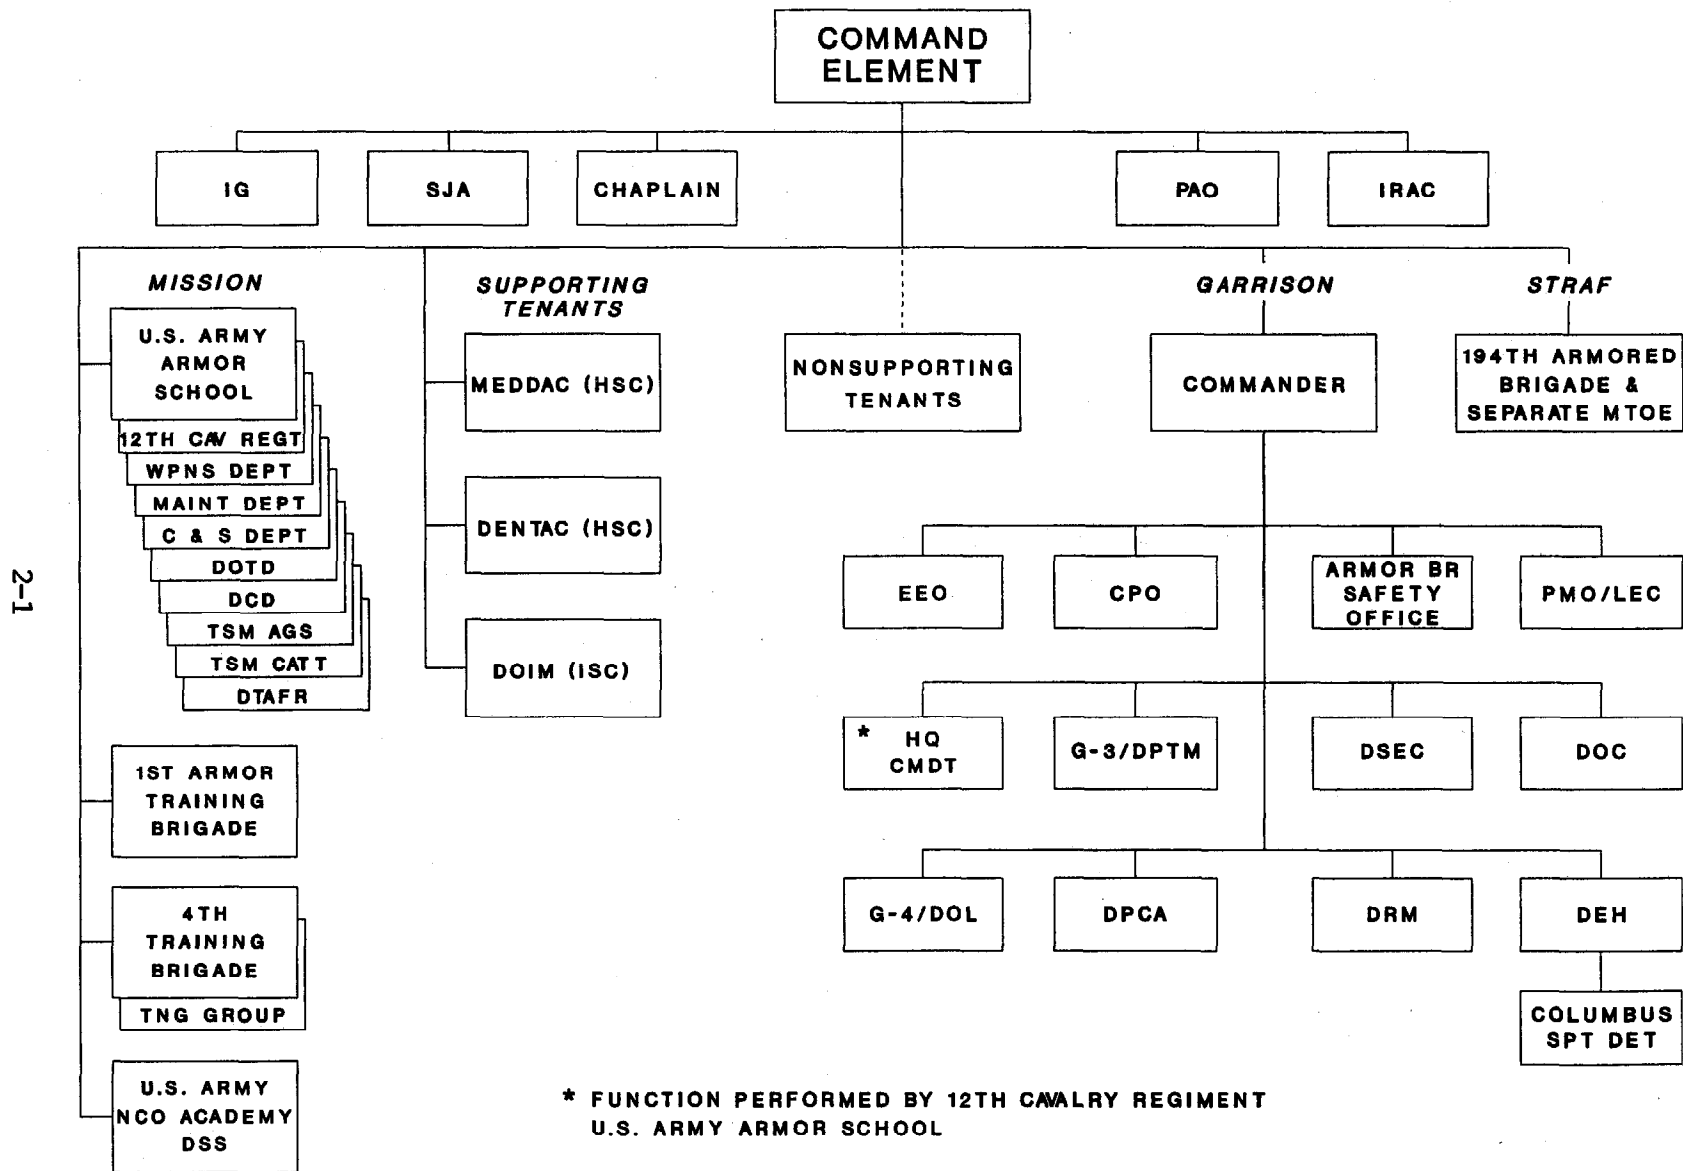 COMMAND
ELEMENT
IG
SJA
CHAPLAIN
PAO
IRAC
MISSION
U.S. ARMY
ARMOR
SCHOOL
12TH CAV REGT
WPNS DEPT
MAINT DEPT
C & S DEPT
DOTD
DCD
TSM AGS
TSM CATT
DTAFR
1ST ARMOR
TRAINING
BRIGADE
4TH
TRAINING
BRIGADE
TNG GROUP
U.S. ARMY
NCO ACADEMY
DSS
SUPPORTING
TENANTS
MEDDAC (HSC)
DENTAC (HSC)
DOIM (ISC)
NONSUPPORTING
TENANTS
GARRISON
COMMANDER
STRAF
194TH ARMORED
BRIGADE &
SEPARATE MTOE
EEO
CPO
ARMOR BR
SAFETY
OFFICE
PMO/LEC
* HQ
CMDT
G-3/DPTM
DSEC
DOC
G-4/DOL
DPCA
DRM
DEH
COLUMBUS
SPT DET
* FUNCTION PERFORMED BY 12TH CAVALRY REGIMENT
U.S. ARMY ARMOR SCHOOL
2-1